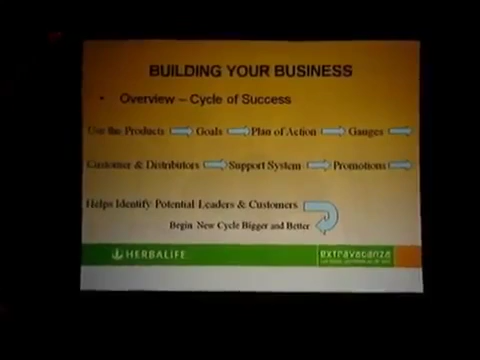 BUILDING YOUR BUSINESS
• Overview – Cycle of Success
Use the Products Goals Plan of Action Gauges
Customer & Distributors Support System Promotions
Helps Identify Potential Leaders & Customers
Begin New Cycle Bigger and Better
HERBALIFE
extravaganza